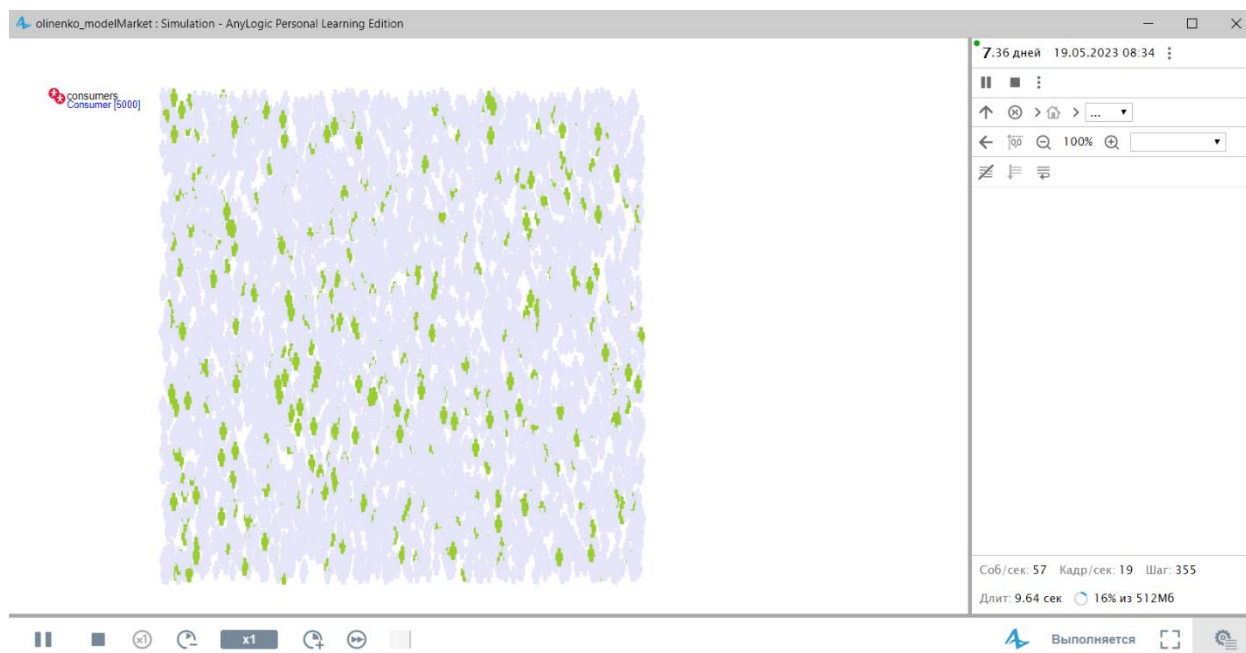 olinenko_modelMarket : Simulation - AnyLogic Personal Learning Edition
7.36 дней 19.05.2023 08:34
consumers
Consumer [5000]
...
100%
Соб/сек: 57 Кадр/сек: 19 Шаг: 355
Длит: 9.64 сек 16% из 512Мб
x1 x1 Выполняется